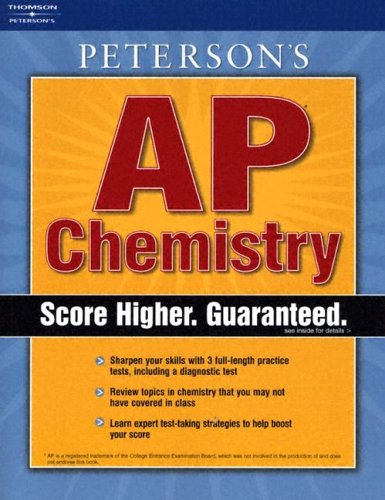 THOMSON
PETERSON'S
PETERSON'S
AP
Chemistry
Score Higher. Guaranteed.
see inside for details >
Sharpen your skills with 3 full-length practice
tests, including a diagnostic test
Review topics in chemistry that you may not
have covered in class
Learn expert test-taking strategies to help boost
your score
* AP is a registered trademark of the College Entrance Examination Board, which was not involved in the production of and does
not endorse this book.